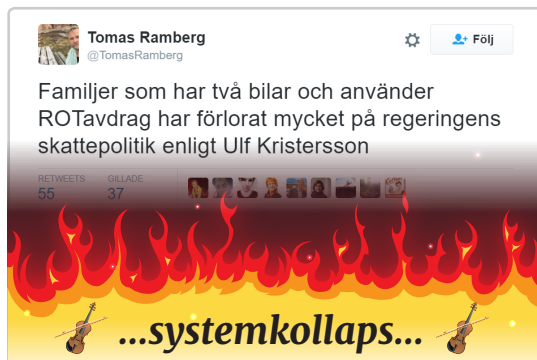 Tomas Ramberg
@TomasRamberg
Följ
Familjer som har två bilar och använder
ROTavdrag har förlorat mycket på regeringens
skattepolitik enligt Ulf Kristersson
RETWEETS GILLADE
55 37
...systemkollaps...